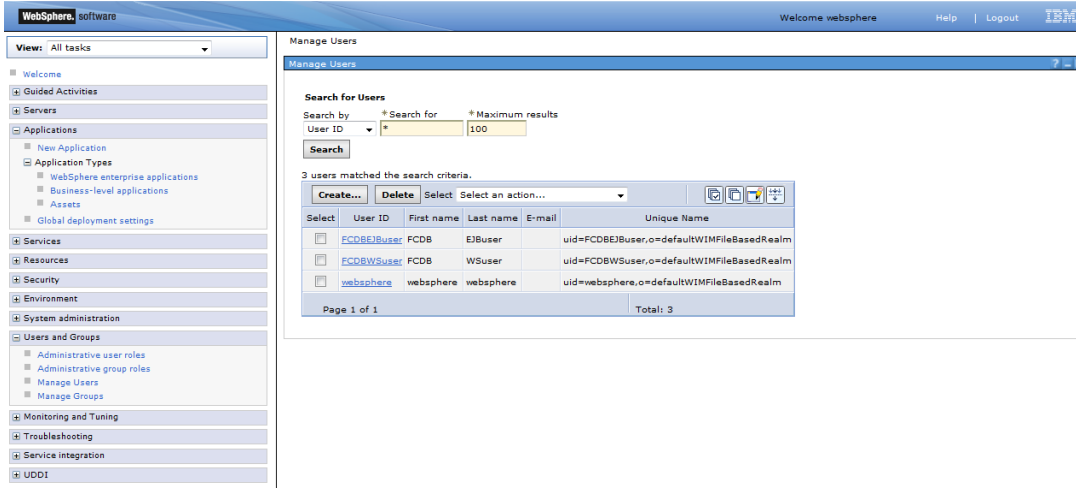 WebSphere. software
Welcome websphere
Help | Logout
IBM
View: All tasks
Welcome
Guided Activities
Servers
Applications
New Application
Application Types
WebSphere enterprise applications
Business-level applications
Assets
Global deployment settings
Services
Resources
Security
Environment
System administration
Users and Groups
Administrative user roles
Administrative group roles
Manage Users
Manage Groups
Monitoring and Tuning
Troubleshooting
Service integration
UDDI
Manage Users
Manage Users ? _
Search for Users
Search by * Search for * Maximum results
User ID * 100
Search
3 users matched the search criteria.
Create... Delete Select Select an action...
Select User ID First name Last name E-mail Unique Name
FCDBEJBuser FCDB EJBuser uid=FCDBEJBuser,o=defaultWIMFileBasedRealm
FCDBWSuser FCDB WSuser uid=FCDBWSuser,o=defaultWIMFileBasedRealm
websphere websphere websphere uid=websphere,o=defaultWIMFileBasedRealm
Page 1 of 1 Total: 3